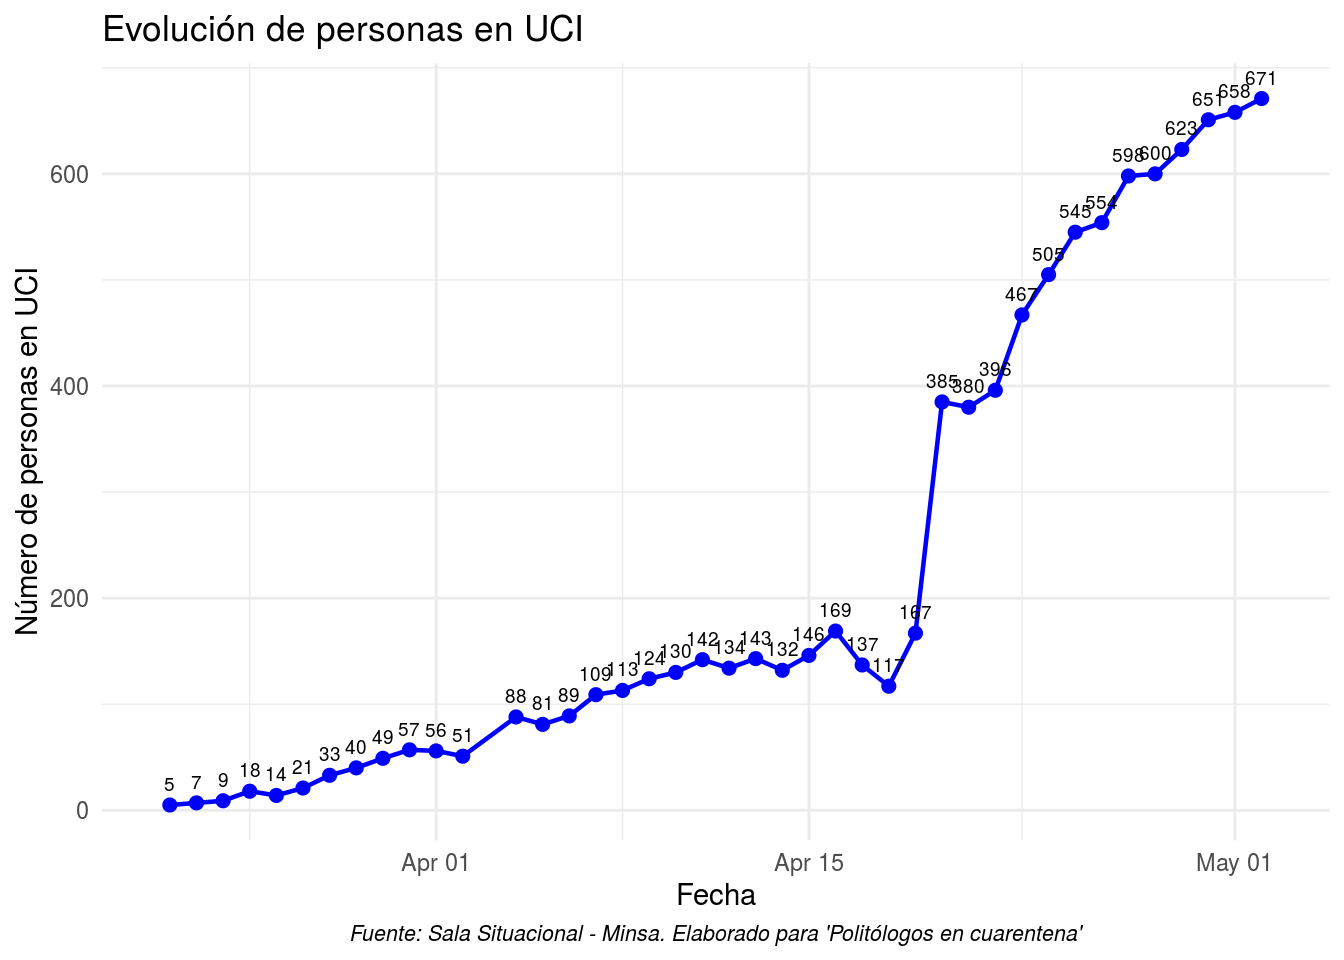 Evolución de personas en UCI
Número de personas en UCI
600
400
200
0
5 7 9 18 14 21 33 40 49 57 56 51 88 81 89 109 113 124 130 142 134 143 132 146 169 137 117 167 385 380 396 467 505 545 554 598 600 623 651 658 671
Apr 01 Apr 15 May 01
Fecha
Fuente: Sala Situacional - Minsa. Elaborado para 'Politólogos en cuarentena'